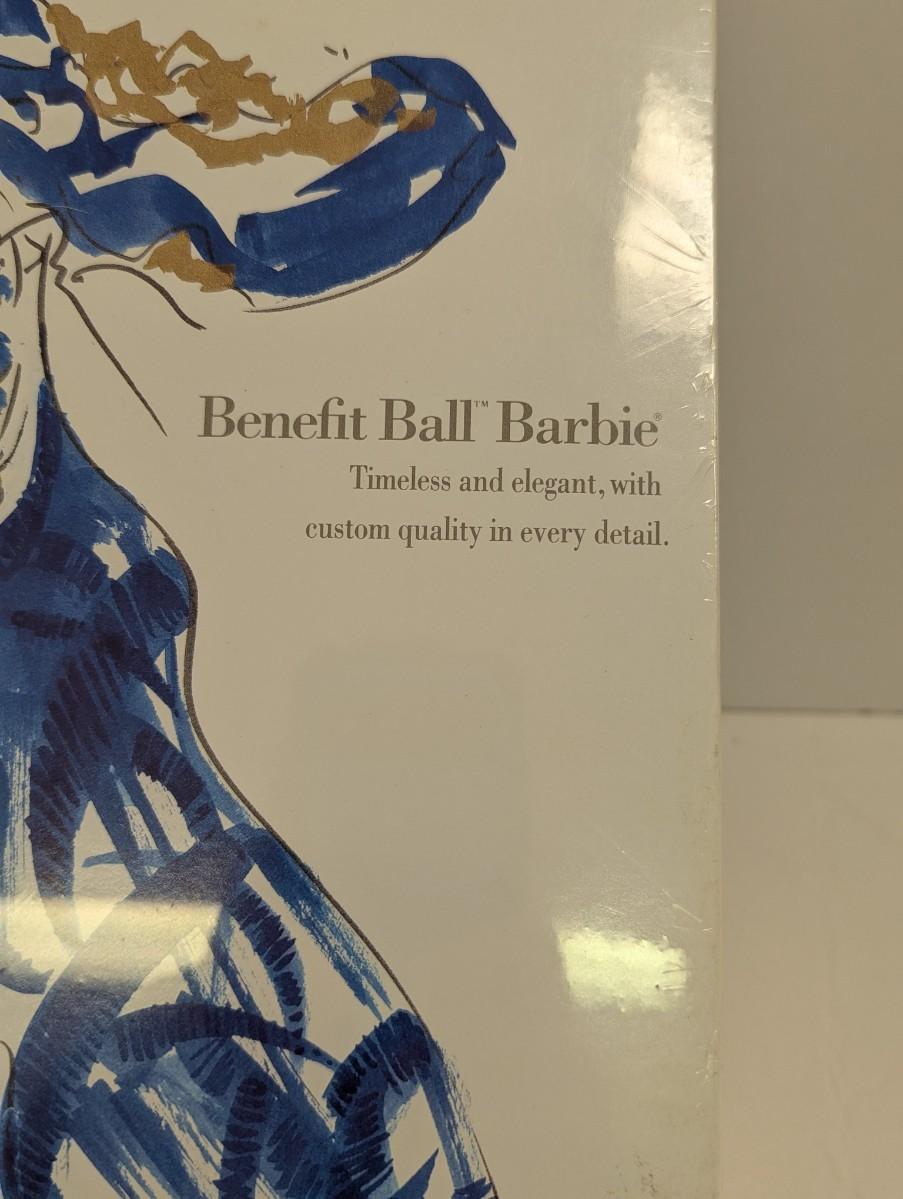 Benefit Ball™ Barbie®
Timeless and elegant, with
custom quality in every detail.